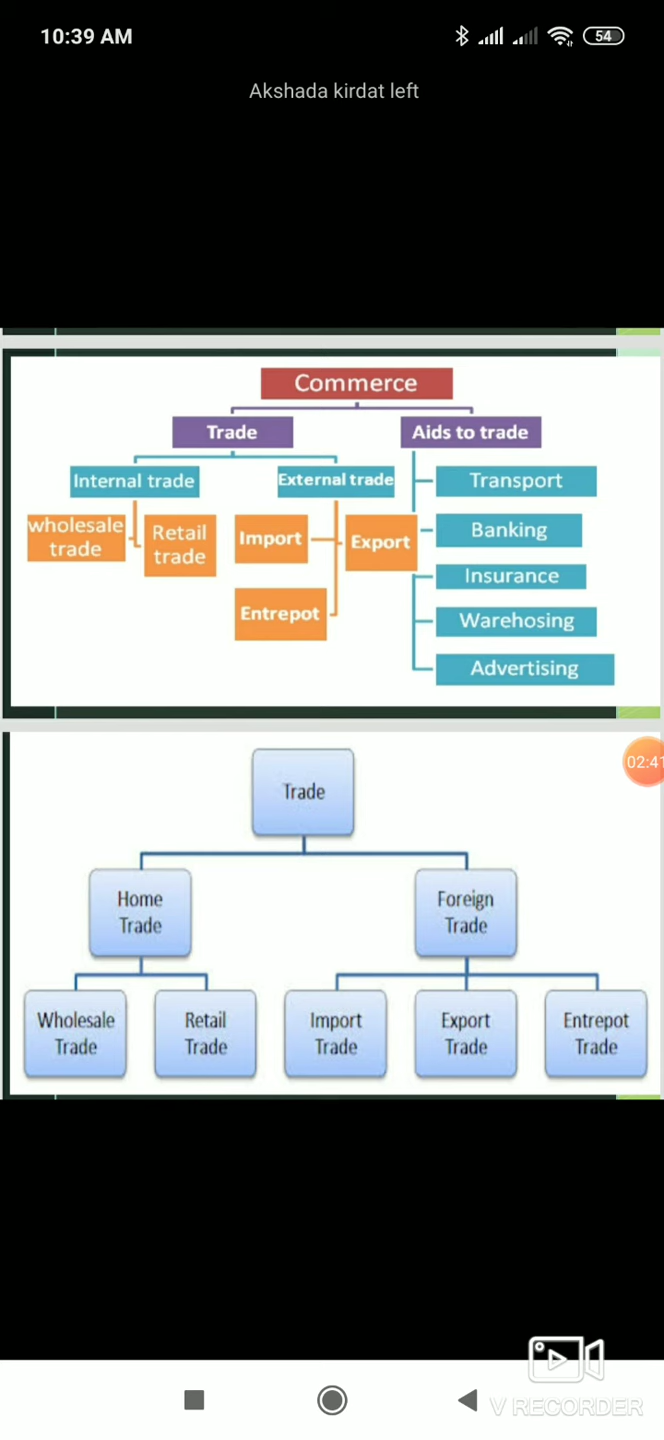 10:39 AM
54
Akshada kirdat left
Commerce
Trade
Aids to trade
Internal trade
External trade
Transport
wholesale
trade
Retail
trade
Import
Export
Banking
Insurance
Entrepot
Warehosing
Advertising
02:41
Trade
Home
Trade
Foreign
Trade
Wholesale
Trade
Retail
Trade
Import
Trade
Export
Trade
Entrepot
Trade
V RECORDER